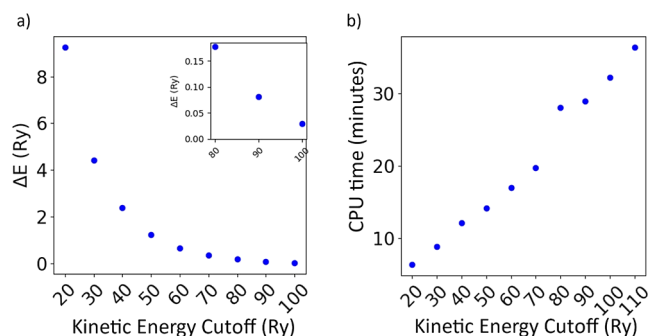 a)
ΔE (Ry)
8
6
4
2
0
20 30 40 50 60 70 80 90 100
Kinetic Energy Cutoff (Ry)
ΔE (Ry)
0.15
0.10
0.05
0.00
80 90 100
b)
CPU time (minutes)
30
20
10
20 30 40 50 60 70 80 90 100 110
Kinetic Energy Cutoff (Ry)